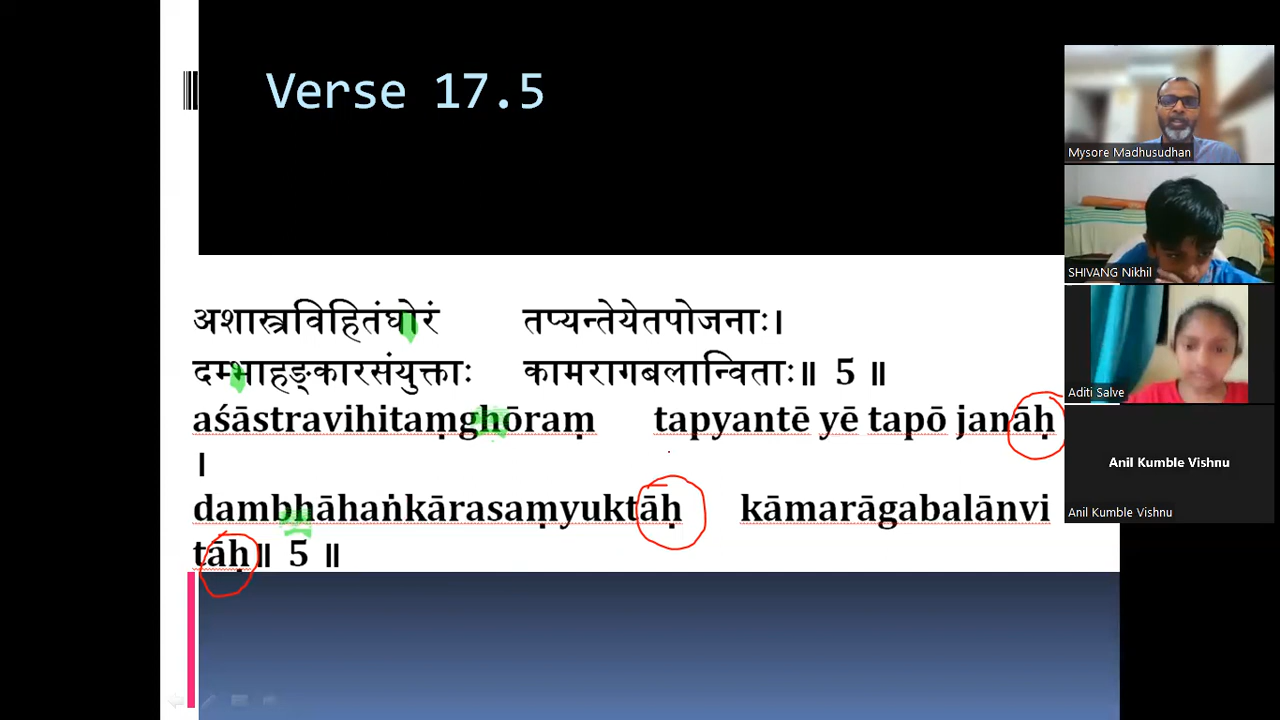 Verse 17.5
अशास्त्रविहितंघोरं तप्यन्तेयेतपोजनाः।
दम्भाहङ्कारसंयुक्ताः कामरागबलान्विताः॥ 5 ॥
aśāstravihitaṃghōraṃ tapyantē yē tapō janāḥ
।
dambhāhaṅkārasaṃyuktāḥ kāmarāgabalānvi
tāḥ॥ 5 ॥
Mysore Madhusudhan
SHIVANG Nikhil
Aditi Salve
Anil Kumble Vishnu
Anil Kumble Vishnu